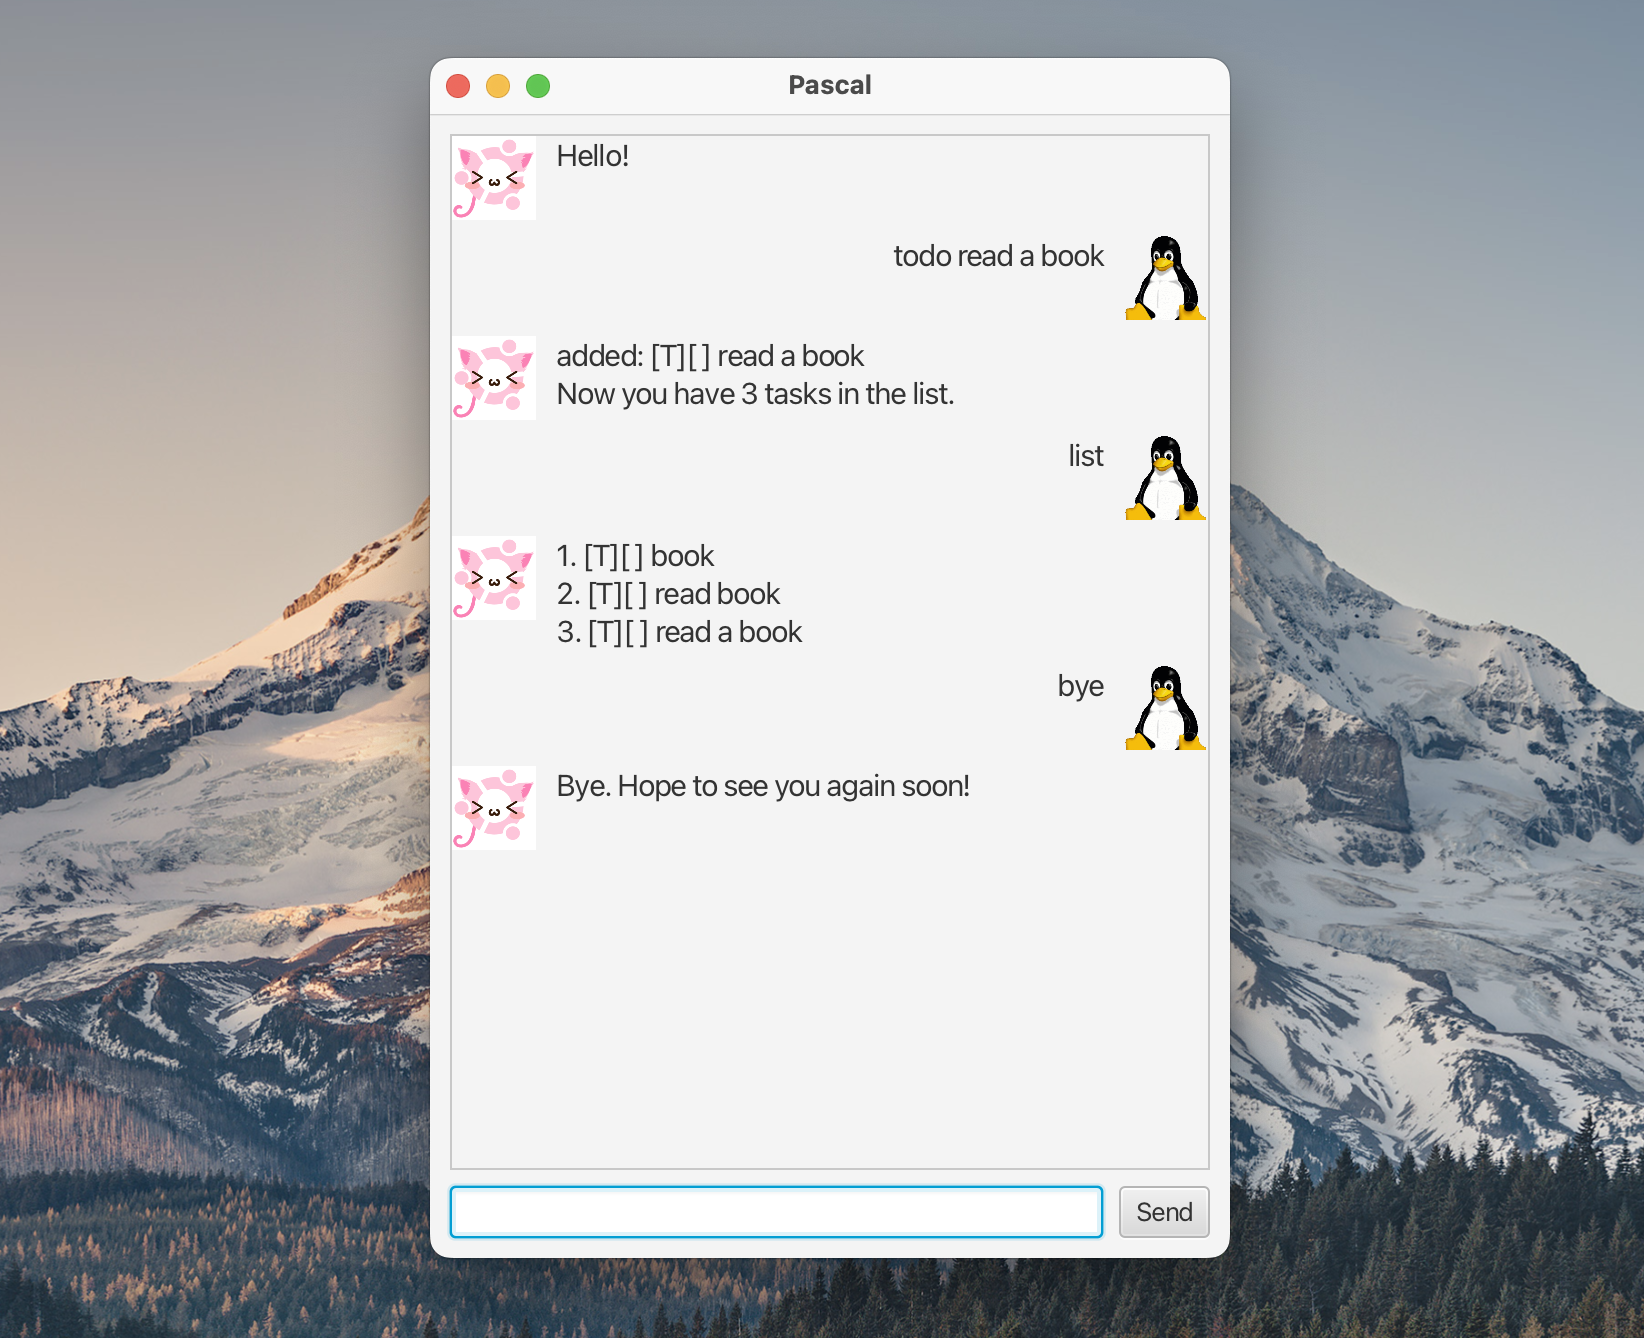 Pascal
Hello!
todo read a book
added: [T][ ] read a book
Now you have 3 tasks in the list.
list
1. [T][ ] book
2. [T][ ] read book
3. [T][ ] read a book
bye
Bye. Hope to see you again soon!
Send